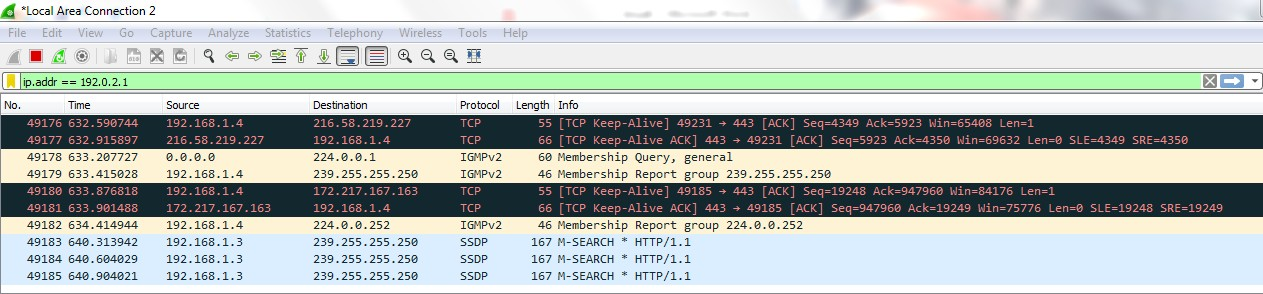 *Local Area Connection 2
File Edit View Go Capture Analyze Statistics Telephony Wireless Tools Help
ip.addr == 192.0.2.1
No. Time Source Destination Protocol Length Info
49176 632.590744 192.168.1.4 216.58.219.227 TCP 55 [TCP Keep-Alive] 49231 → 443 [ACK] Seq=4349 Ack=5923 Win=65408 Len=1
49177 632.915897 216.58.219.227 192.168.1.4 TCP 66 [TCP Keep-Alive ACK] 443 → 49231 [ACK] Seq=5923 Ack=4350 Win=69632 Len=0 SLE=4349 SRE=4350
49178 633.207727 0.0.0.0 224.0.0.1 IGMPv2 60 Membership Query, general
49179 633.415028 192.168.1.4 239.255.255.250 IGMPv2 46 Membership Report group 239.255.255.250
49180 633.876818 192.168.1.4 172.217.167.163 TCP 55 [TCP Keep-Alive] 49185 → 443 [ACK] Seq=19248 Ack=947960 Win=84176 Len=1
49181 633.901488 172.217.167.163 192.168.1.4 TCP 66 [TCP Keep-Alive ACK] 443 → 49185 [ACK] Seq=947960 Ack=19249 Win=75776 Len=0 SLE=19248 SRE=19249
49182 634.414944 192.168.1.4 224.0.0.252 IGMPv2 46 Membership Report group 224.0.0.252
49183 640.313942 192.168.1.3 239.255.255.250 SSDP 167 M-SEARCH * HTTP/1.1
49184 640.604029 192.168.1.3 239.255.255.250 SSDP 167 M-SEARCH * HTTP/1.1
49185 640.904021 192.168.1.3 239.255.255.250 SSDP 167 M-SEARCH * HTTP/1.1